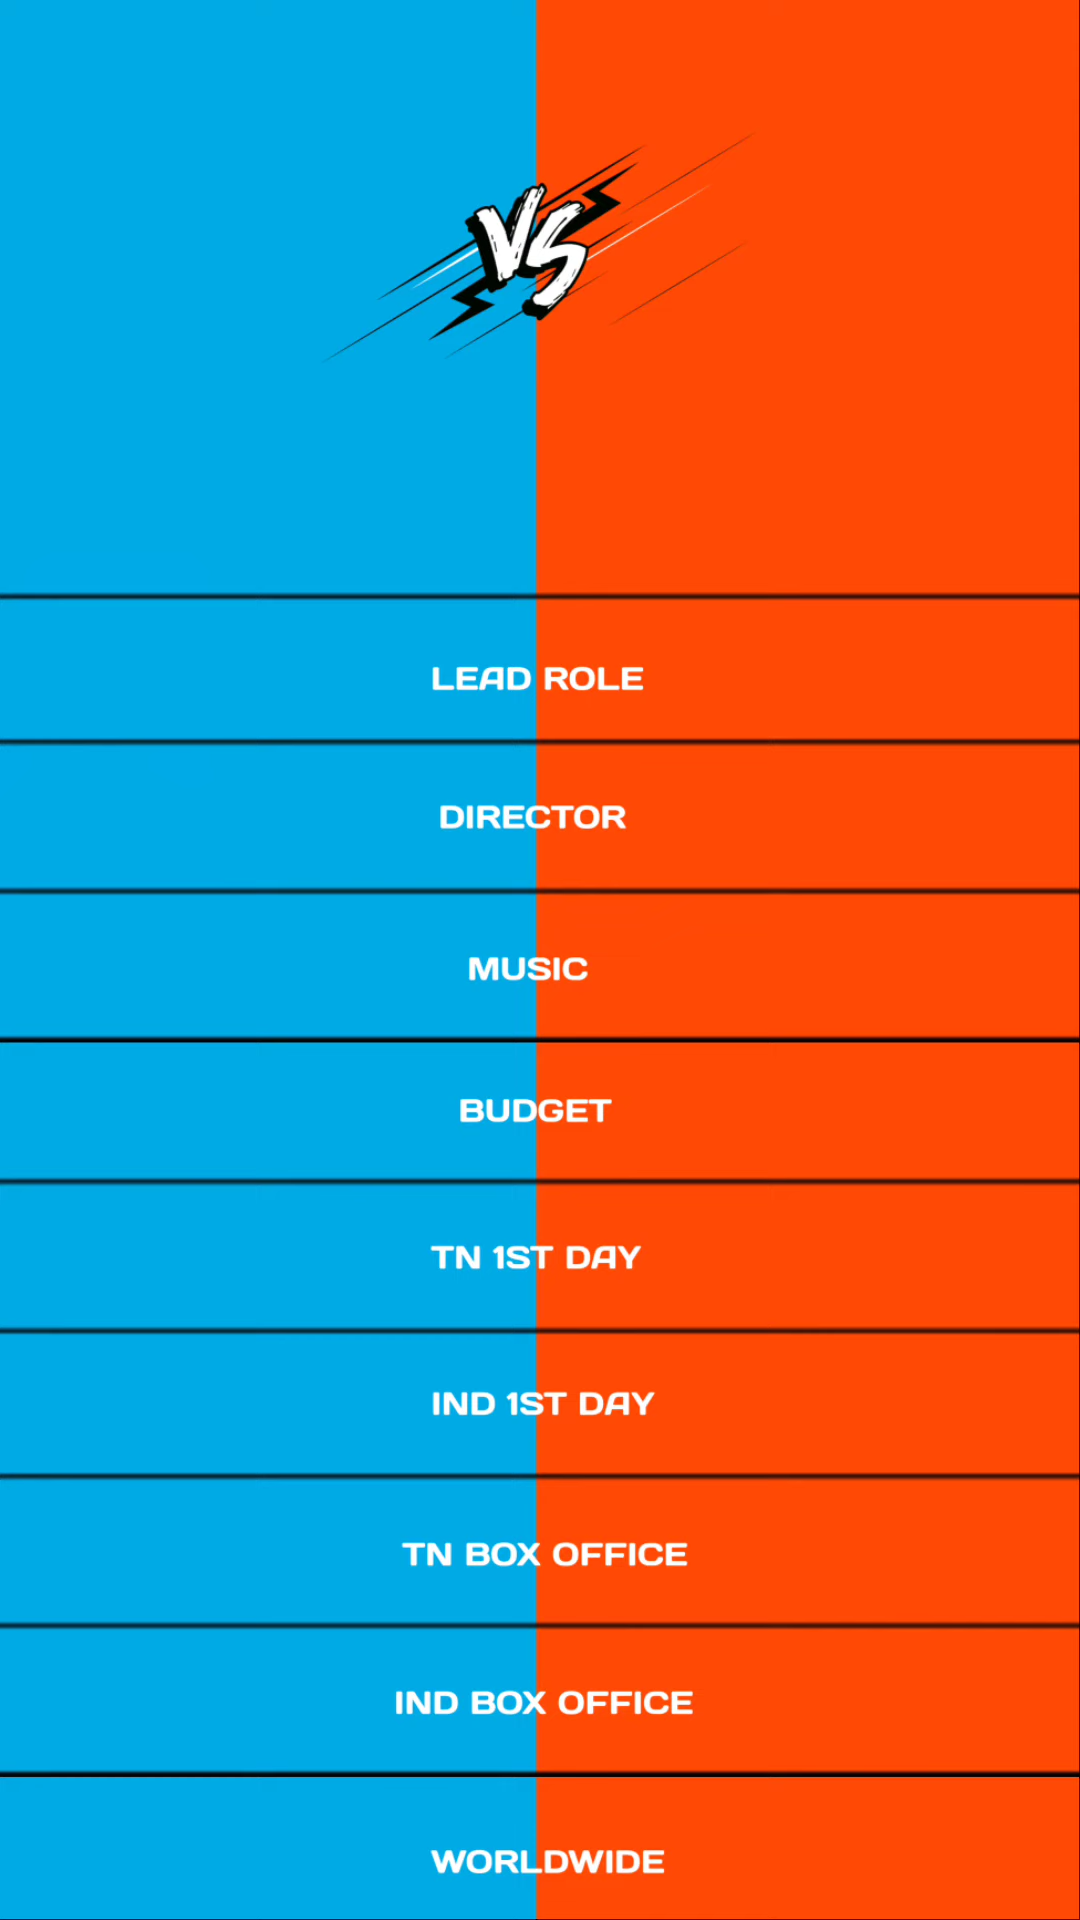 VS
LEAD ROLE
DIRECTOR
MUSIC
BUDGET
TN 1ST DAY
IND 1ST DAY
TN BOX OFFICE
IND BOX OFFICE
WORLDWIDE